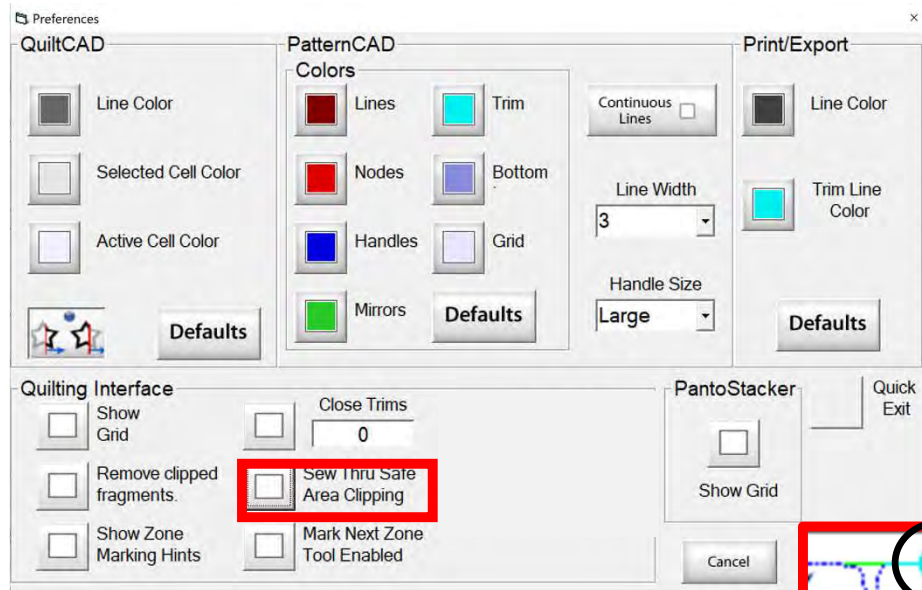 Preferences
QuiltCAD
Line Color
Selected Cell Color
Active Cell Color
Defaults
PatternCAD
Colors
Lines
Trim
Nodes
Bottom
Handles
Grid
Mirrors
Defaults
Continuous
Lines
Line Width
3
Handle Size
Large
Print/Export
Line Color
Trim Line
Color
Defaults
Quilting Interface
Show
Grid
Close Trims
0
Remove clipped
fragments.
Sew Thru Safe
Area Clipping
Show Zone
Marking Hints
Mark Next Zone
Tool Enabled
PantoStacker
Show Grid
Quick
Exit
Cancel